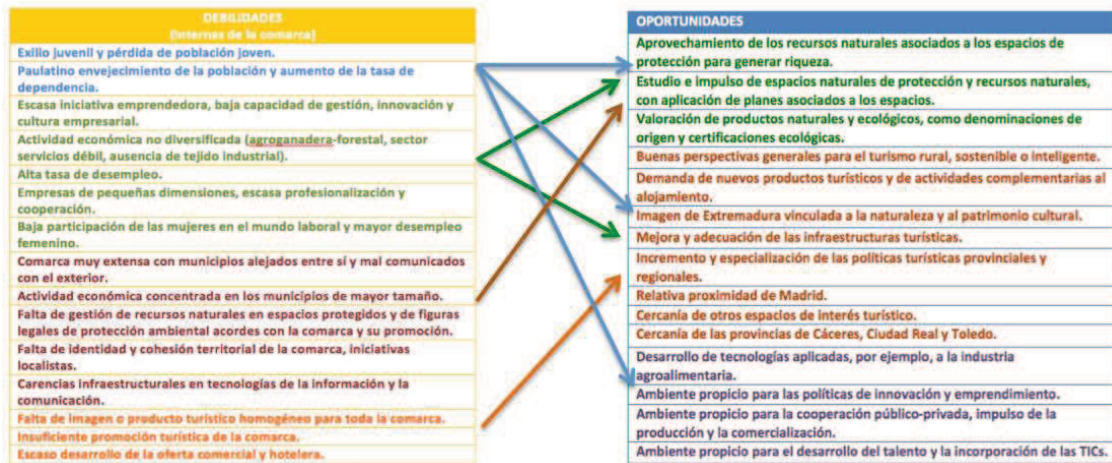 DEBILIDADES
(Internas de la comarca)
Exilio juvenil y pérdida de población joven.
Paulatino envejecimiento de la población y aumento de la tasa de
dependencia.
Escasa iniciativa emprendedora, baja capacidad de gestión, innovación y
cultura empresarial.
Actividad económica no diversificada (agroganadera-forestal, sector
servicios débil, ausencia de tejido industrial).
Alta tasa de desempleo.
Empresas de pequeñas dimensiones, escasa profesionalización y
cooperación.
Baja participación de las mujeres en el mundo laboral y mayor desempleo
femenino.
Comarca muy extensa con municipios alejados entre sí y mal comunicados
con el exterior.
Actividad económica concentrada en los municipios de mayor tamaño.
Falta de gestión de recursos naturales en espacios protegidos y de figuras
legales de protección ambiental acordes con la comarca y su promoción.
Falta de identidad y cohesión territorial de la comarca, iniciativas
localistas.
Carencias infraestructurales en tecnologías de la información y la
comunicación.
Falta de imagen o producto turístico homogéneo para toda la comarca.
Insuficiente promoción turística de la comarca.
Escaso desarrollo de la oferta comercial y hotelera.
OPORTUNIDADES
Aprovechamiento de los recursos naturales asociados a los espacios de
protección para generar riqueza.
Estudio e impulso de espacios naturales de protección y recursos naturales,
con aplicación de planes asociados a los espacios.
Valoración de productos naturales y ecológicos, como denominaciones de
origen y certificaciones ecológicas.
Buenas perspectivas generales para el turismo rural, sostenible o inteligente.
Demanda de nuevos productos turísticos y de actividades complementarias al
alojamiento.
Imagen de Extremadura vinculada a la naturaleza y al patrimonio cultural.
Mejora y adecuación de las infraestructuras turísticas.
Incremento y especialización de las políticas turísticas provinciales y
regionales.
Relativa proximidad de Madrid.
Cercanía de otros espacios de interés turístico.
Cercanía de las provincias de Cáceres, Ciudad Real y Toledo.
Desarrollo de tecnologías aplicadas, por ejemplo, a la industria
agroalimentaria.
Ambiente propicio para las políticas de innovación y emprendimiento.
Ambiente propicio para la cooperación público-privada, impulso de la
producción y la comercialización.
Ambiente propicio para el desarrollo del talento y la incorporación de las TICs.